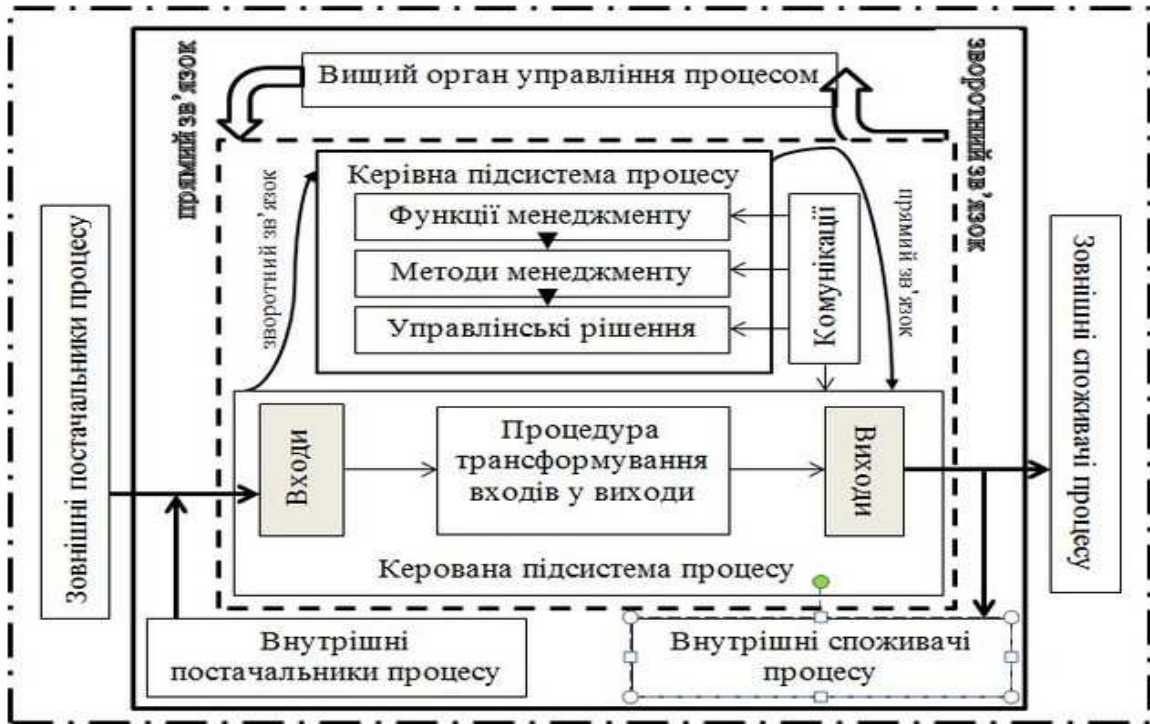 прямий зв’язок
Вищий орган управління процесом
зворотний зв’язок
Керівна підсистема процесу
Функції менеджменту
Методи менеджменту
Управлінські рішення
Комунікації
зворотний зв’язок
прямий зв’язок
Зовнішні постачальники процесу
Входи
Процедура
трансформування
входів у виходи
Виходи
Зовнішні споживачі процесу
Керована підсистема процесу
Внутрішні
постачальники процесу
Внутрішні споживачі
процесу